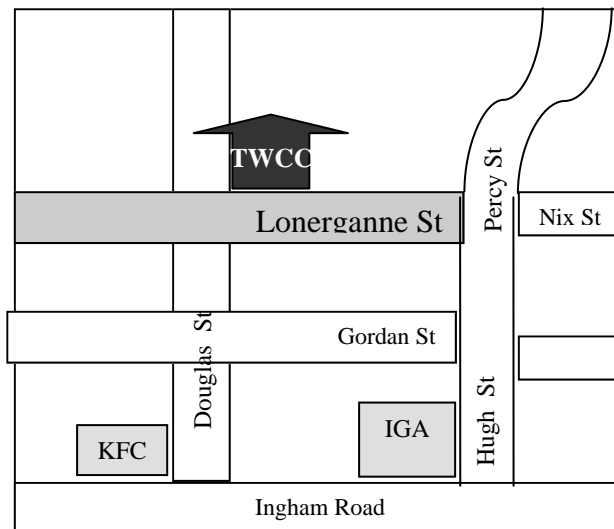 TWCC
Percy St
Lonerganne St
Nix St
Gordan St
Douglas St
Hugh St
IGA
KFC
Ingham Road